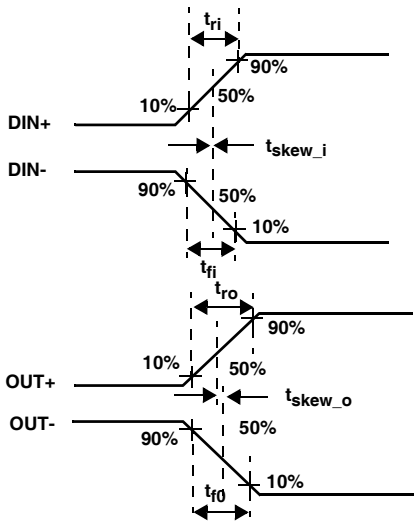 tri
90%
10%
50%
DIN+
tskew_i
DIN-
50%
90%
10%
tfi
tro
90%
10%
50%
OUT+
tskew_o
OUT-
50%
90%
10%
tf0